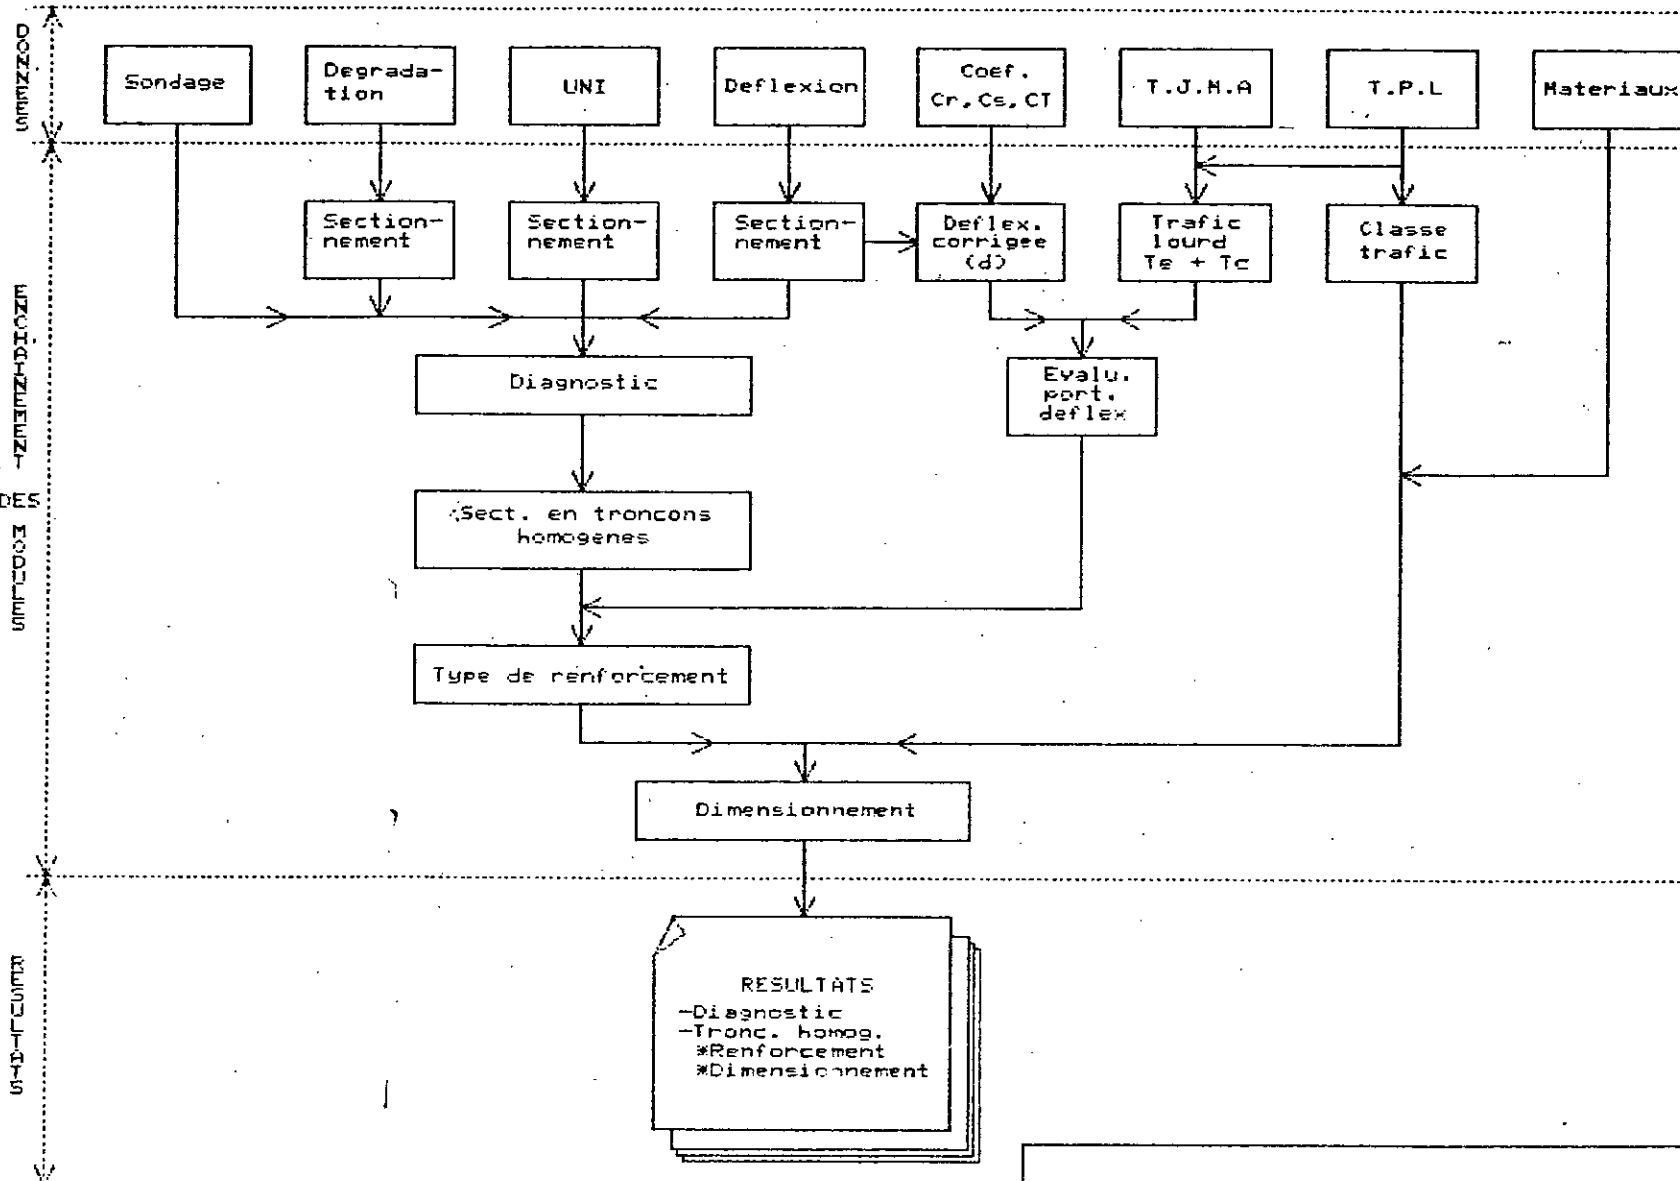 DONNEES
Sondage
Degrada-
tion
UNI
Deflexion
Coef.
Cr, Cs, CT
T.J.M.A
T.P.L
Materiaux
ENCHAINEMENT
DES
MODULES
Section-
nement
Section-
nement
Section-
nement
Deflex.
corrigee
(d)
Trafic
lourd
Te + Tc
Classe
trafic
Diagnostic
Evalu.
port.
deflex
Sect. en troncons
homogenes
Type de renforcement
Dimensionnement
RESULTATS
RESULTATS
-Diagnostic
-Tronc. homog.
*Renforcement
*Dimensionnement